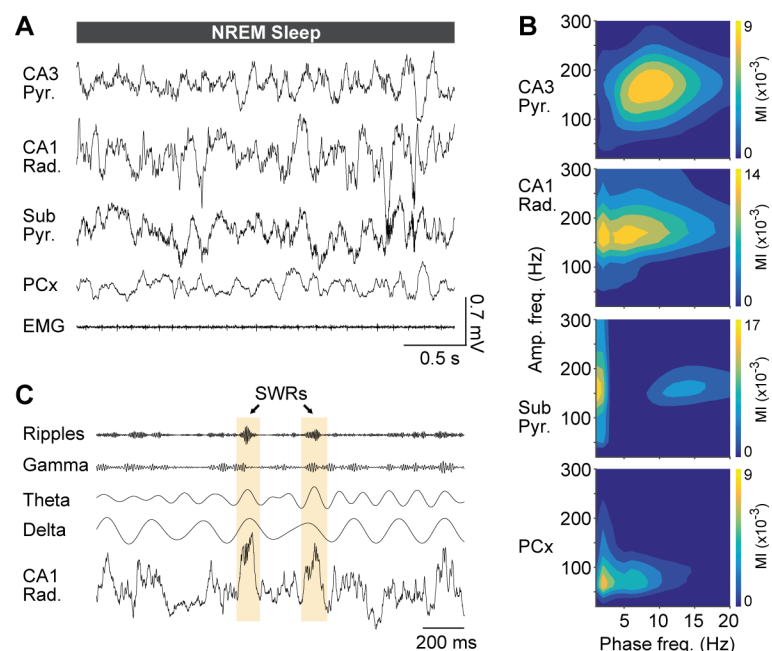 A
NREM Sleep
CA3
Pyr.
CA1
Rad.
Sub
Pyr.
PCx
EMG
0.7 mV
0.5 s
B
300
200
100
CA3
Pyr.
9
0
MI (x10⁻³)
300
200
100
CA1
Rad.
14
0
MI (x10⁻³)
Amp. freq. (Hz)
300
200
100
Sub
Pyr.
17
0
MI (x10⁻³)
300
200
100
PCx
9
0
MI (x10⁻³)
5
10
15
20
Phase freq. (Hz)
C
SWRs
Ripples
Gamma
Theta
Delta
CA1
Rad.
200 ms